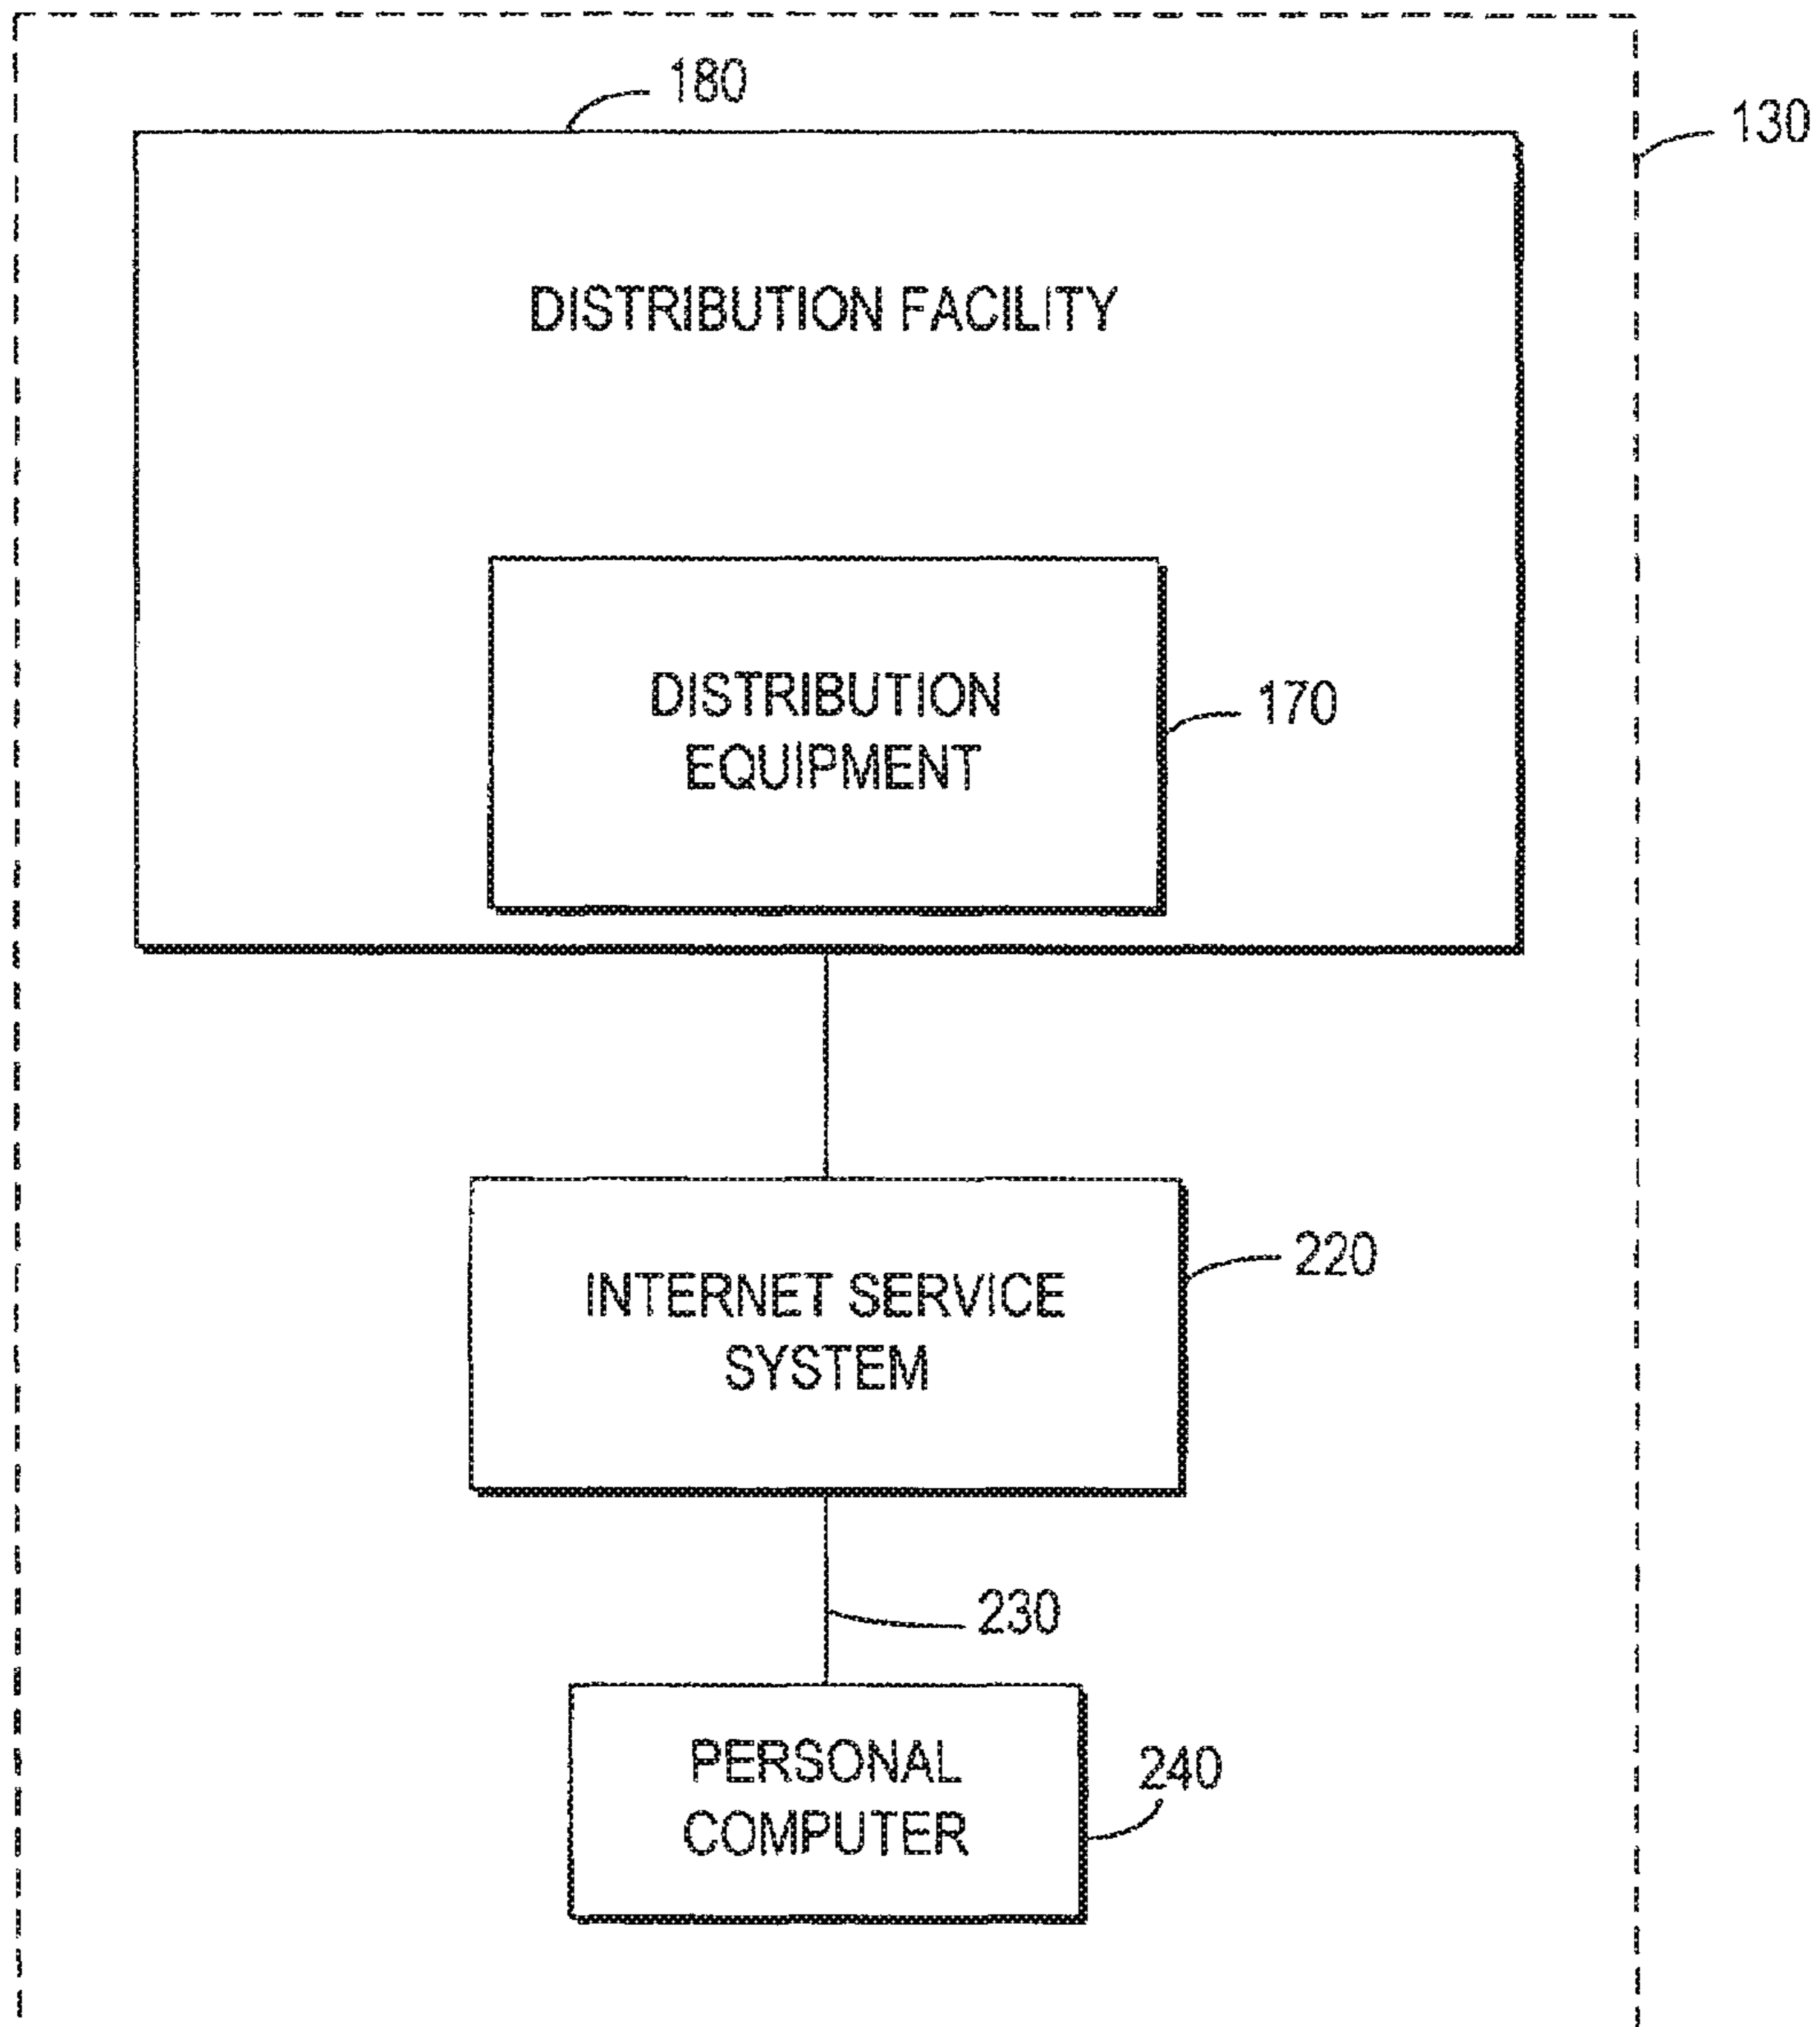 180
130
DISTRIBUTION FACILITY
DISTRIBUTION
EQUIPMENT
170
220
INTERNET SERVICE
SYSTEM
230
PERSONAL
COMPUTER
240